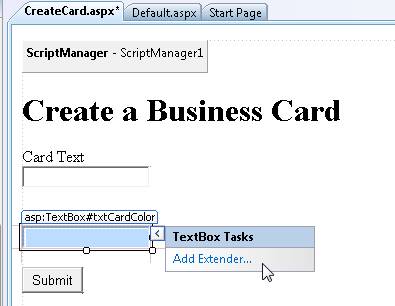 CreateCard.aspx* Default.aspx Start Page
ScriptManager - ScriptManager1
Create a Business Card
Card Text
asp:TextBox#txtCardColor
TextBox Tasks
Add Extender...
Submit